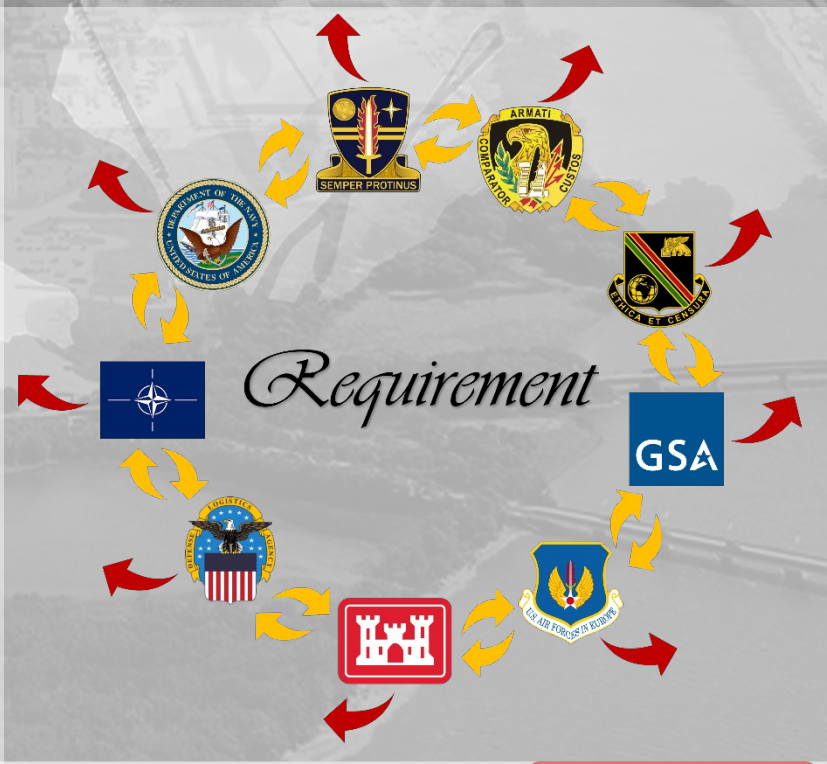 SEMPER PROTINUS
ARMATI
COMPARATOR
CUSTOS
DEPARTMENT OF THE NAVY
UNITED STATES OF AMERICA
ETHICA ET CENSURA
Requirement
GSA
DEFENSE LOGISTICS AGENCY
U.S. AIR FORCES IN EUROPE